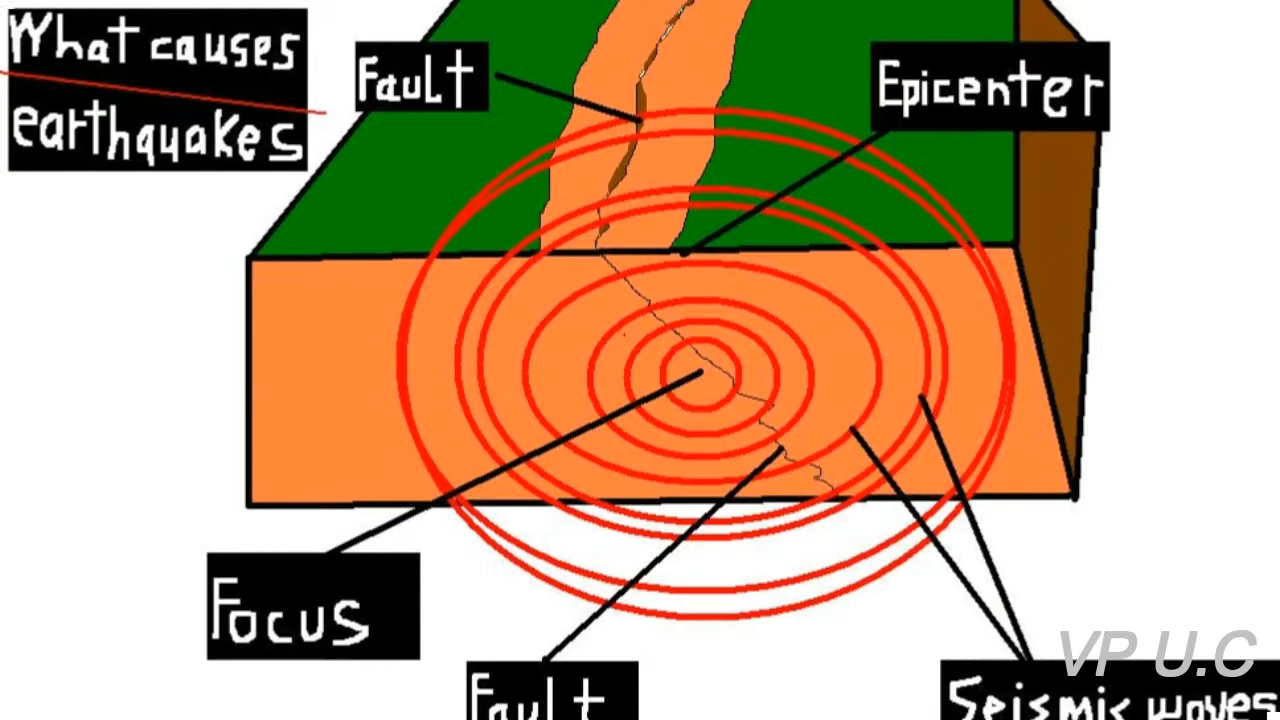 What causes
earthquakes
Fault
Epicenter
Focus
Fault
VP U.C
Seismic waves